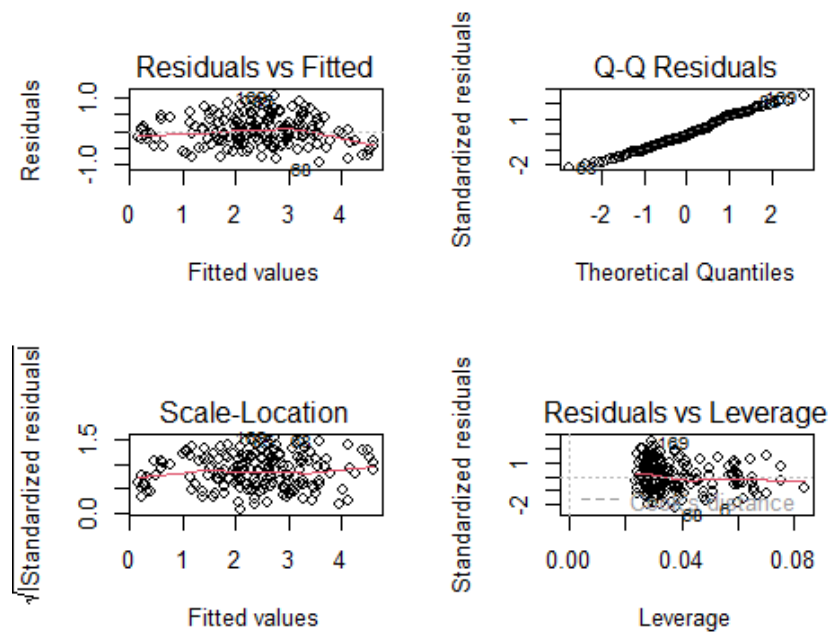 Residuals vs Fitted
Residuals
1.0
-1.0
0 1 2 3 4
Fitted values
169
68
Q-Q Residuals
Standardized residuals
1
-2
-2 -1 0 1 2
Theoretical Quantiles
169
68
Scale-Location
√|Standardized residuals|
1.5
0.0
0 1 2 3 4
Fitted values
Residuals vs Leverage
Standardized residuals
1
-2
0.00 0.04 0.08
Leverage
169
Cook's distance
68